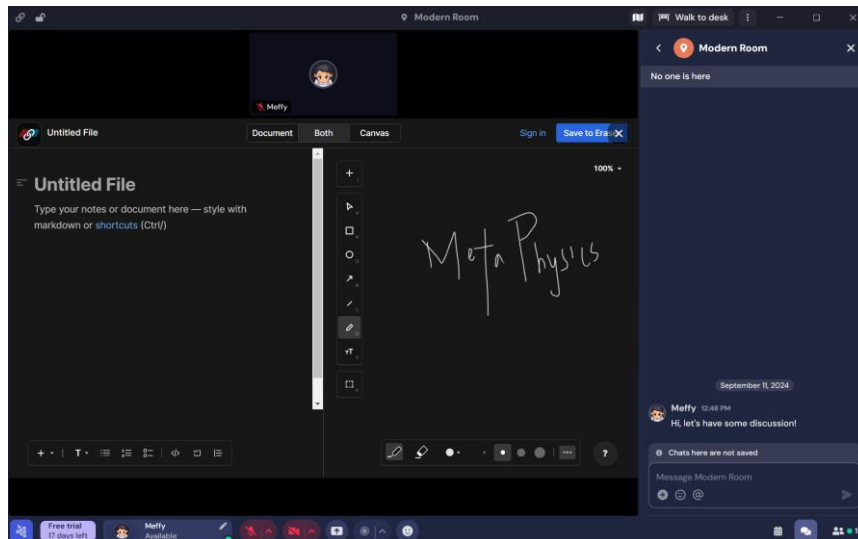 Modern Room
Walk to desk
Modern Room
No one is here
Meffy
Untitled File
Document Both Canvas
Sign in
Save to Eras
Untitled File
Type your notes or document here — style with
markdown or shortcuts (Ctrl/)
100%
Meta Physics
T
?
September 11, 2024
Meffy 12:46 PM
Hi, let's have some discussion!
Chats here are not saved
Message Modern Room
Free trial
17 days left
Meffy
Available